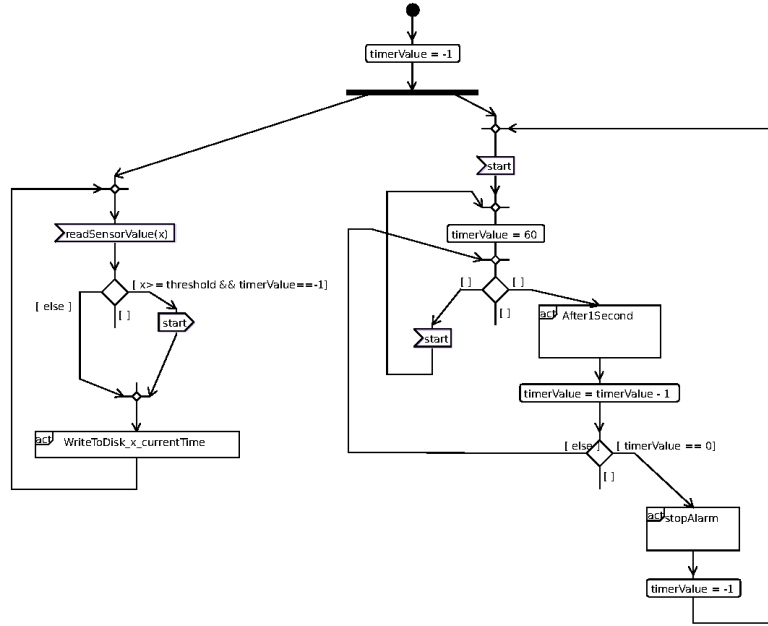 timerValue = -1
start
readSensorValue(x)
timerValue = 60
[ x>= threshold && timerValue==-1]
[ ]
[ ]
[ else ]
[ ]
[ ]
start
act After1Second
start
timerValue = timerValue - 1
act WriteToDisk_x_currentTime
[ else ]
[ timerValue == 0]
[ ]
act stopAlarm
timerValue = -1